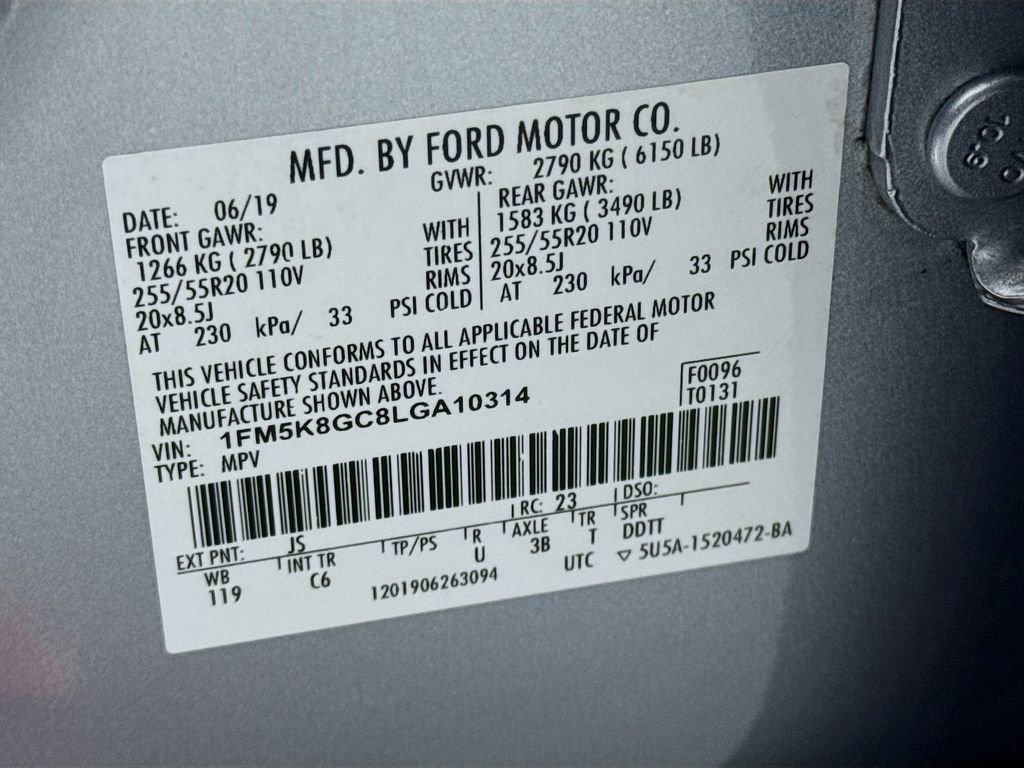 MFD. BY FORD MOTOR CO.
DATE: 06/19 GVWR: 2790 KG ( 6150 LB)
FRONT GAWR: WITH REAR GAWR: WITH
1266 KG ( 2790 LB) TIRES 1583 KG ( 3490 LB) TIRES
255/55R20 110V RIMS 255/55R20 110V RIMS
20x8.5J PSI COLD 20x8.5J PSI COLD
AT 230 kPa/ 33 AT 230 kPa/ 33
THIS VEHICLE CONFORMS TO ALL APPLICABLE FEDERAL MOTOR
VEHICLE SAFETY STANDARDS IN EFFECT ON THE DATE OF
MANUFACTURE SHOWN ABOVE.
F0096
T0131
VIN: 1FM5K8GC8LGA10314
TYPE: MPV
EXT PNT: JS RC: 23 DSO:
WB INT TR TP/PS R AXLE TR SPR
119 C6 U 3B T DDTT
1201906263094 UTC ▽ 5U5A-1520472-BA